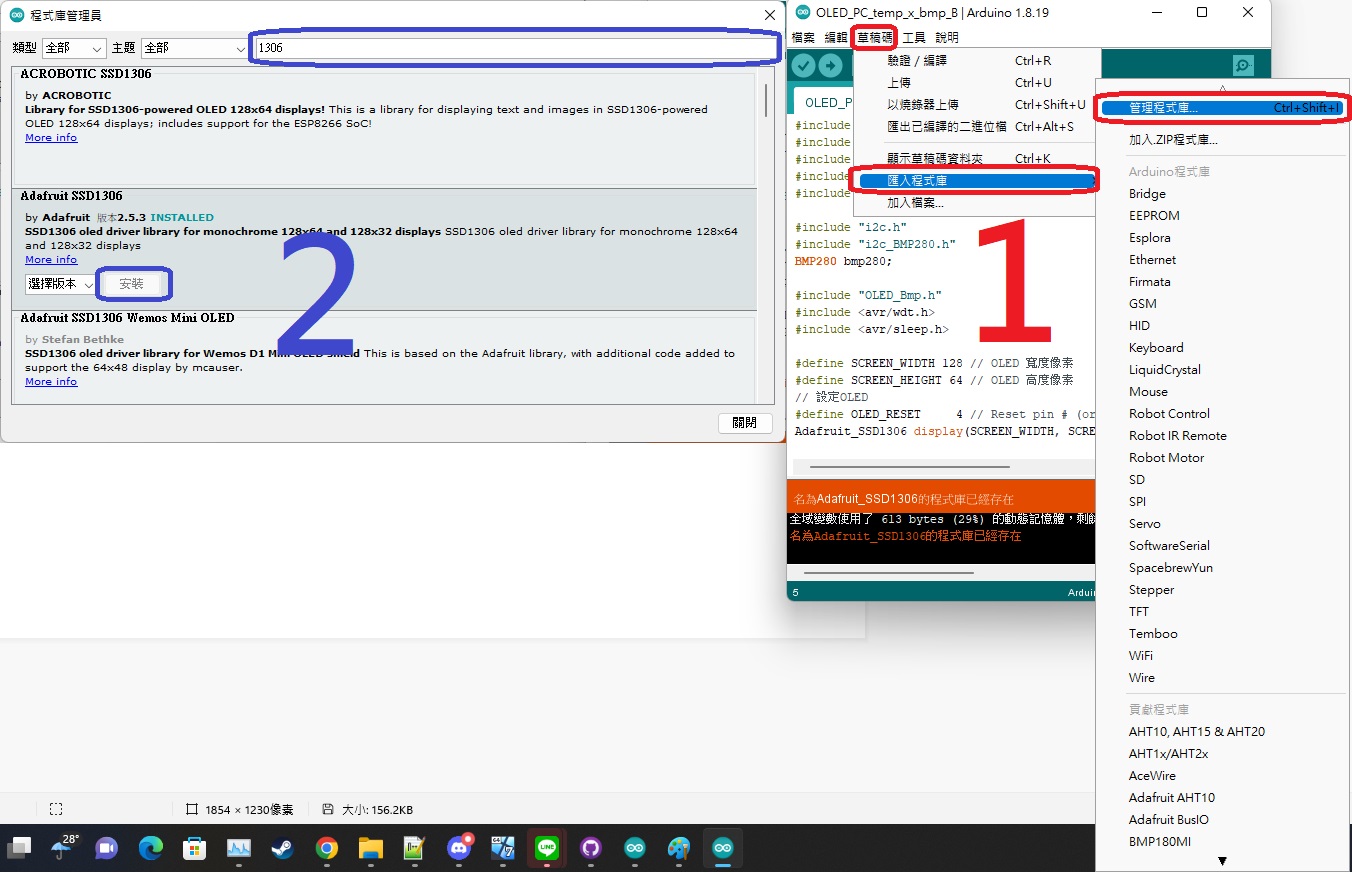 程式庫管理員
類型 全部 主題 全部 1306
ACROBOTIC SSD1306
by ACROBOTIC
Library for SSD1306-powered OLED 128x64 displays! This is a library for displaying text and images in SSD1306-powered
OLED 128x64 displays; includes support for the ESP8266 SoC!
More info
Adafruit SSD1306
by Adafruit 版本2.5.3 INSTALLED
SSD1306 oled driver library for monochrome 128x64 and 128x32 displays SSD1306 oled driver library for monochrome 128x64
and 128x32 displays
More info
選擇版本 安裝
2
Adafruit SSD1306 Wemos Mini OLED
by Stefan Bethke
SSD1306 oled driver library for Wemos D1 Mini OLED shield This is based on the Adafruit library, with additional code added to
support the 64x48 display by mcauser.
More info
關閉
OLED_PC_temp_x_bmp_B | Arduino 1.8.19
檔案 編輯 草稿碼 工具 說明
驗證 / 編譯 Ctrl+R
上傳 Ctrl+U
以燒錄器上傳 Ctrl+Shift+U
匯出已編譯的二進位檔 Ctrl+Alt+S
顯示草稿碼資料夾 Ctrl+K
匯入程式庫
加入檔案...
1
OLED_P
#include
#include
#include
#include
#include
#include "i2c.h"
#include "i2c_BMP280.h"
BMP280 bmp280;
#include "OLED_Bmp.h"
#include <avr/wdt.h>
#include <avr/sleep.h>
#define SCREEN_WIDTH 128 // OLED 寬度像素
#define SCREEN_HEIGHT 64 // OLED 高度像素
// 設定OLED
#define OLED_RESET 4 // Reset pin # (or
Adafruit_SSD1306 display(SCREEN_WIDTH, SCRE
名為Adafruit_SSD1306的程式庫已經存在
全域變數使用了 613 bytes (29%) 的動態記憶體，剩餘
名為Adafruit_SSD1306的程式庫已經存在
5 Arduin
管理程式庫... Ctrl+Shift+I
加入.ZIP程式庫...
Arduino程式庫
Bridge
EEPROM
Esplora
Ethernet
Firmata
GSM
HID
Keyboard
LiquidCrystal
Mouse
Robot Control
Robot IR Remote
Robot Motor
SD
SPI
Servo
SoftwareSerial
SpacebrewYun
Stepper
TFT
Temboo
WiFi
Wire
貢獻程式庫
AHT10, AHT15 & AHT20
AHT1x/AHT2x
AceWire
Adafruit AHT10
Adafruit BusIO
BMP180MI
1854 × 1230像素 大小: 156.2KB
28°
LINE